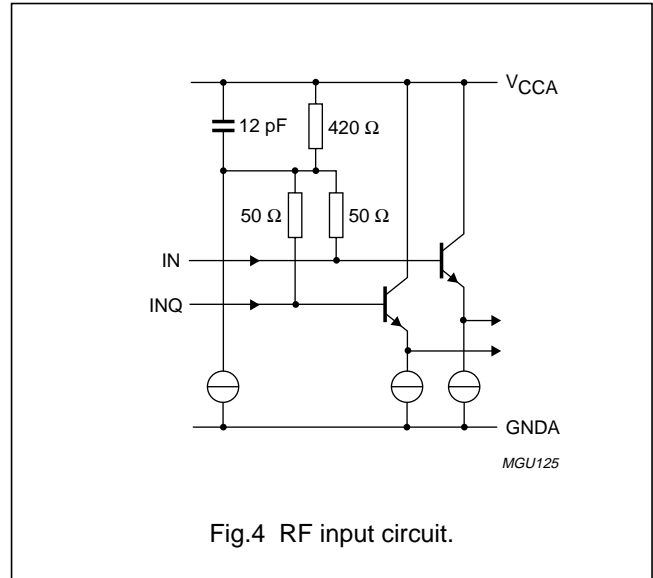 VCCA
12 pF
420 Ω
50 Ω
50 Ω
IN
INQ
GNDA
MGU125
Fig.4 RF input circuit.